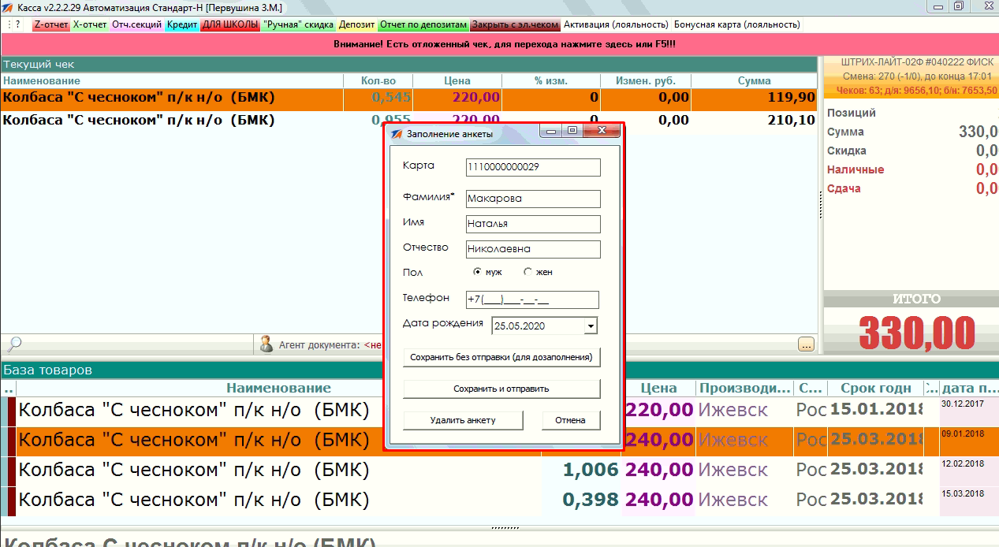 Касса v2.2.2.29 Автоматизация Стандарт-Н [Первушина З.М.]
? Z-отчет X-отчет Отч.секций Кредит ДЛЯ ШКОЛЫ "Ручная" скидка Депозит Отчет по депозитам Закрыть с эл.чеком Активация (лояльность) Бонусная карта (лояльность)
Внимание! Есть отложенный чек, для перехода нажмите здесь или F5!!!
Текущий чек
Наименование Кол-во Цена % изм. Измен. руб. Сумма
Колбаса "С чесноком" п/к н/о (БМК) 0,545 220,00 0 0,00 119,90
Колбаса "С чесноком" п/к н/о (БМК) 0,955 220,00 0 0,00 210,10
ШТРИХ-ЛАЙТ-02Ф #040222 ФИСК
Смена: 270 (-1/0), до конца 17:01
Чеков: 63; д/я: 9656,10; б/н: 7653,50
Позиций
Сумма 330,0
Скидка 0,0
Наличные 0,0
Сдача 0,0
ИТОГО
330,00
Заполнение анкеты
Карта 1110000000029
Фамилия* Макарова
Имя Наталья
Отчество Николаевна
Пол муж жен
Телефон +7(___)___-__-__
Дата рождения 25.05.2020
Сохранить без отправки (для дозаполнения)
Сохранить и отправить
Удалить анкету Отмена
Агент документа: <не
...
База товаров
.. Наименование Цена Производи... С... Срок годн ... дата п...
Колбаса "С чесноком" п/к н/о (БМК) 220,00 Ижевск Рос 15.01.2018 30.12.2017
Колбаса "С чесноком" п/к н/о (БМК) 240,00 Ижевск Рос 25.03.2018 09.01.2018
Колбаса "С чесноком" п/к н/о (БМК) 1,006 240,00 Ижевск Рос 25.03.2018 12.02.2018
Колбаса "С чесноком" п/к н/о (БМК) 0,398 240,00 Ижевск Рос 25.03.2018 15.03.2018
Колбаса С чесноком п/к н/о (БМК)